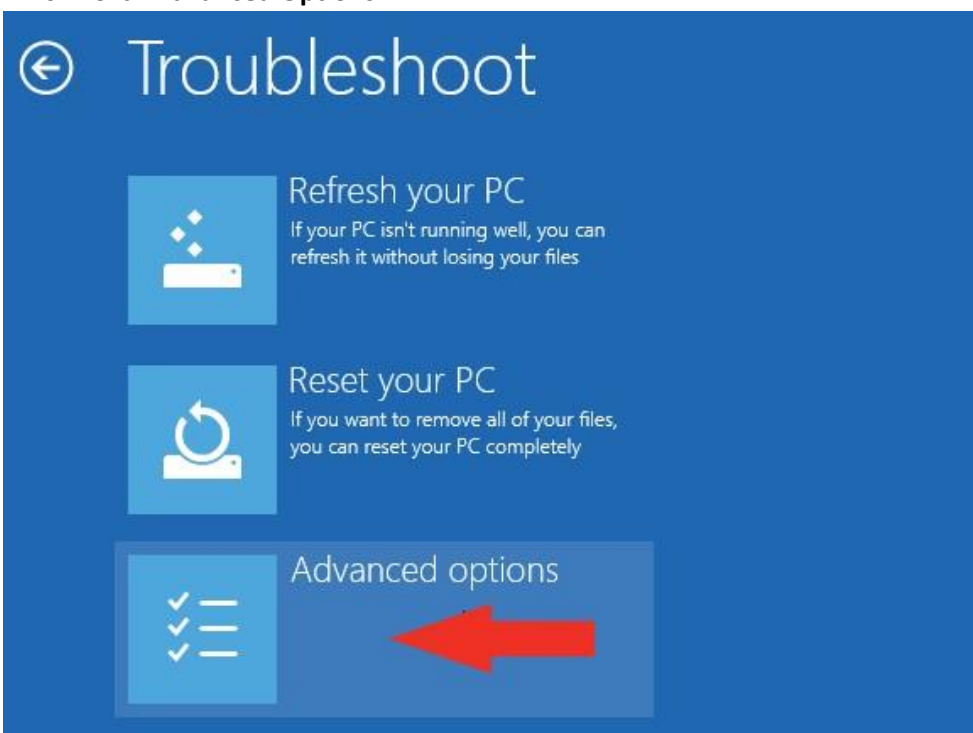 Troubleshoot
Refresh your PC
If your PC isn't running well, you can
refresh it without losing your files
Reset your PC
If you want to remove all of your files,
you can reset your PC completely
Advanced options